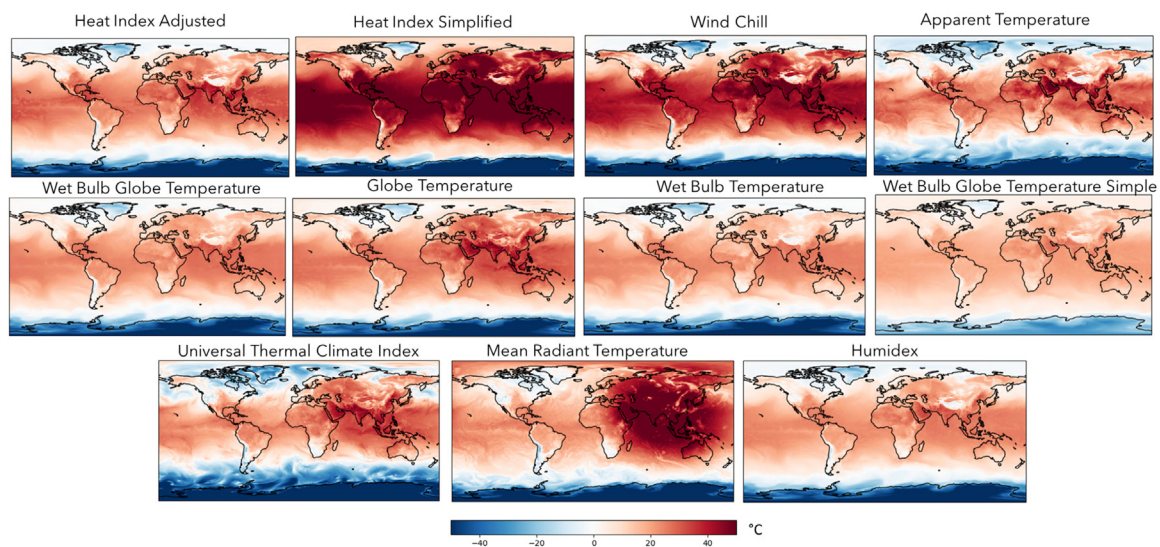 Heat Index Adjusted
Heat Index Simplified
Wind Chill
Apparent Temperature
Wet Bulb Globe Temperature
Globe Temperature
Wet Bulb Temperature
Wet Bulb Globe Temperature Simple
Universal Thermal Climate Index
Mean Radiant Temperature
Humidex
°C
−40 −20 0 20 40